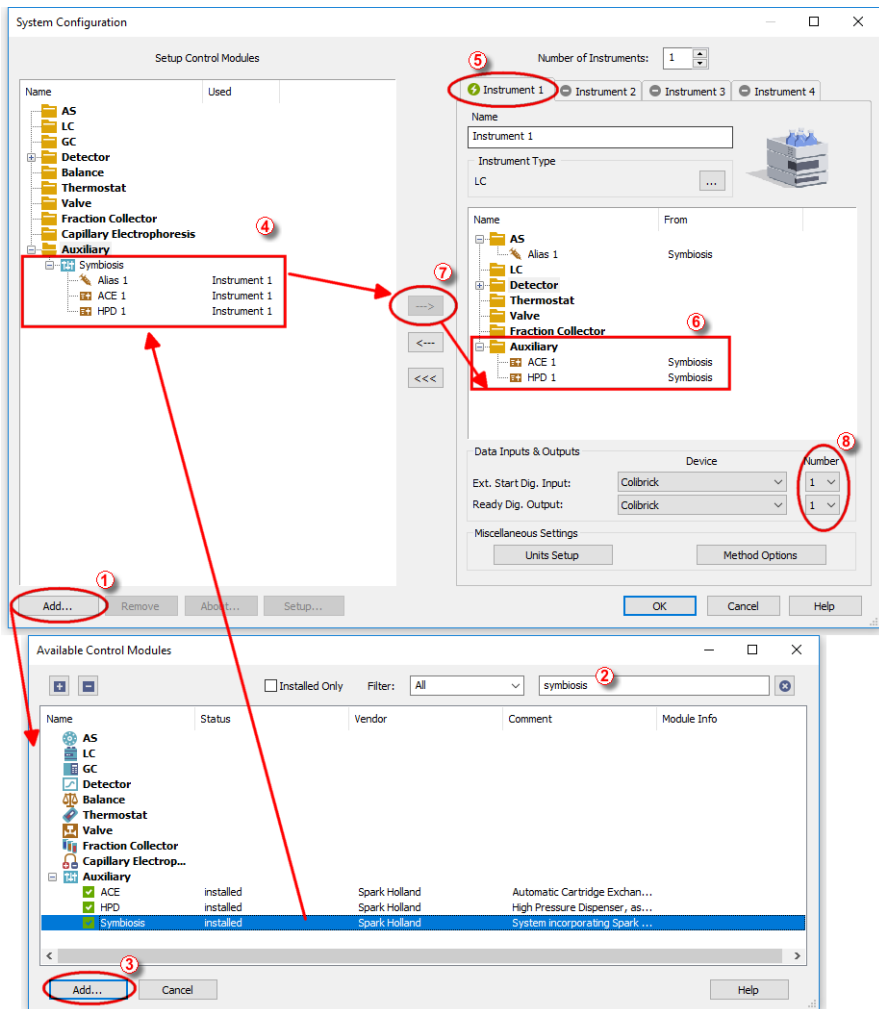 System Configuration
Setup Control Modules
Number of Instruments: 1
5
Name Used
AS
LC
GC
Detector
Balance
Thermostat
Valve
Fraction Collector
Capillary Electrophoresis
4
Auxiliary
Symbiosis
Alias 1 Instrument 1
ACE 1 Instrument 1
HPD 1 Instrument 1
7
--->
<---
<<<
Instrument 1 Instrument 2 Instrument 3 Instrument 4
Name
Instrument 1
Instrument Type
LC ...
Name From
AS
Alias 1 Symbiosis
LC
Detector
Thermostat
Valve
Fraction Collector
6
Auxiliary
ACE 1 Symbiosis
HPD 1 Symbiosis
8
Data Inputs & Outputs
Device Number
Ext. Start Dig. Input: Colibrick 1
Ready Dig. Output: Colibrick 1
Miscellaneous Settings
Units Setup Method Options
1
Add... Remove About... Setup...
OK Cancel Help
Available Control Modules
Installed Only Filter: All symbiosis
2
Name Status Vendor Comment Module Info
AS
LC
GC
Detector
Balance
Thermostat
Valve
Fraction Collector
Capillary Electrop...
Auxiliary
ACE installed Spark Holland Automatic Cartridge Exchan...
HPD installed Spark Holland High Pressure Dispenser, as...
Symbiosis installed Spark Holland System incorporating Spark ...
3
Add... Cancel Help